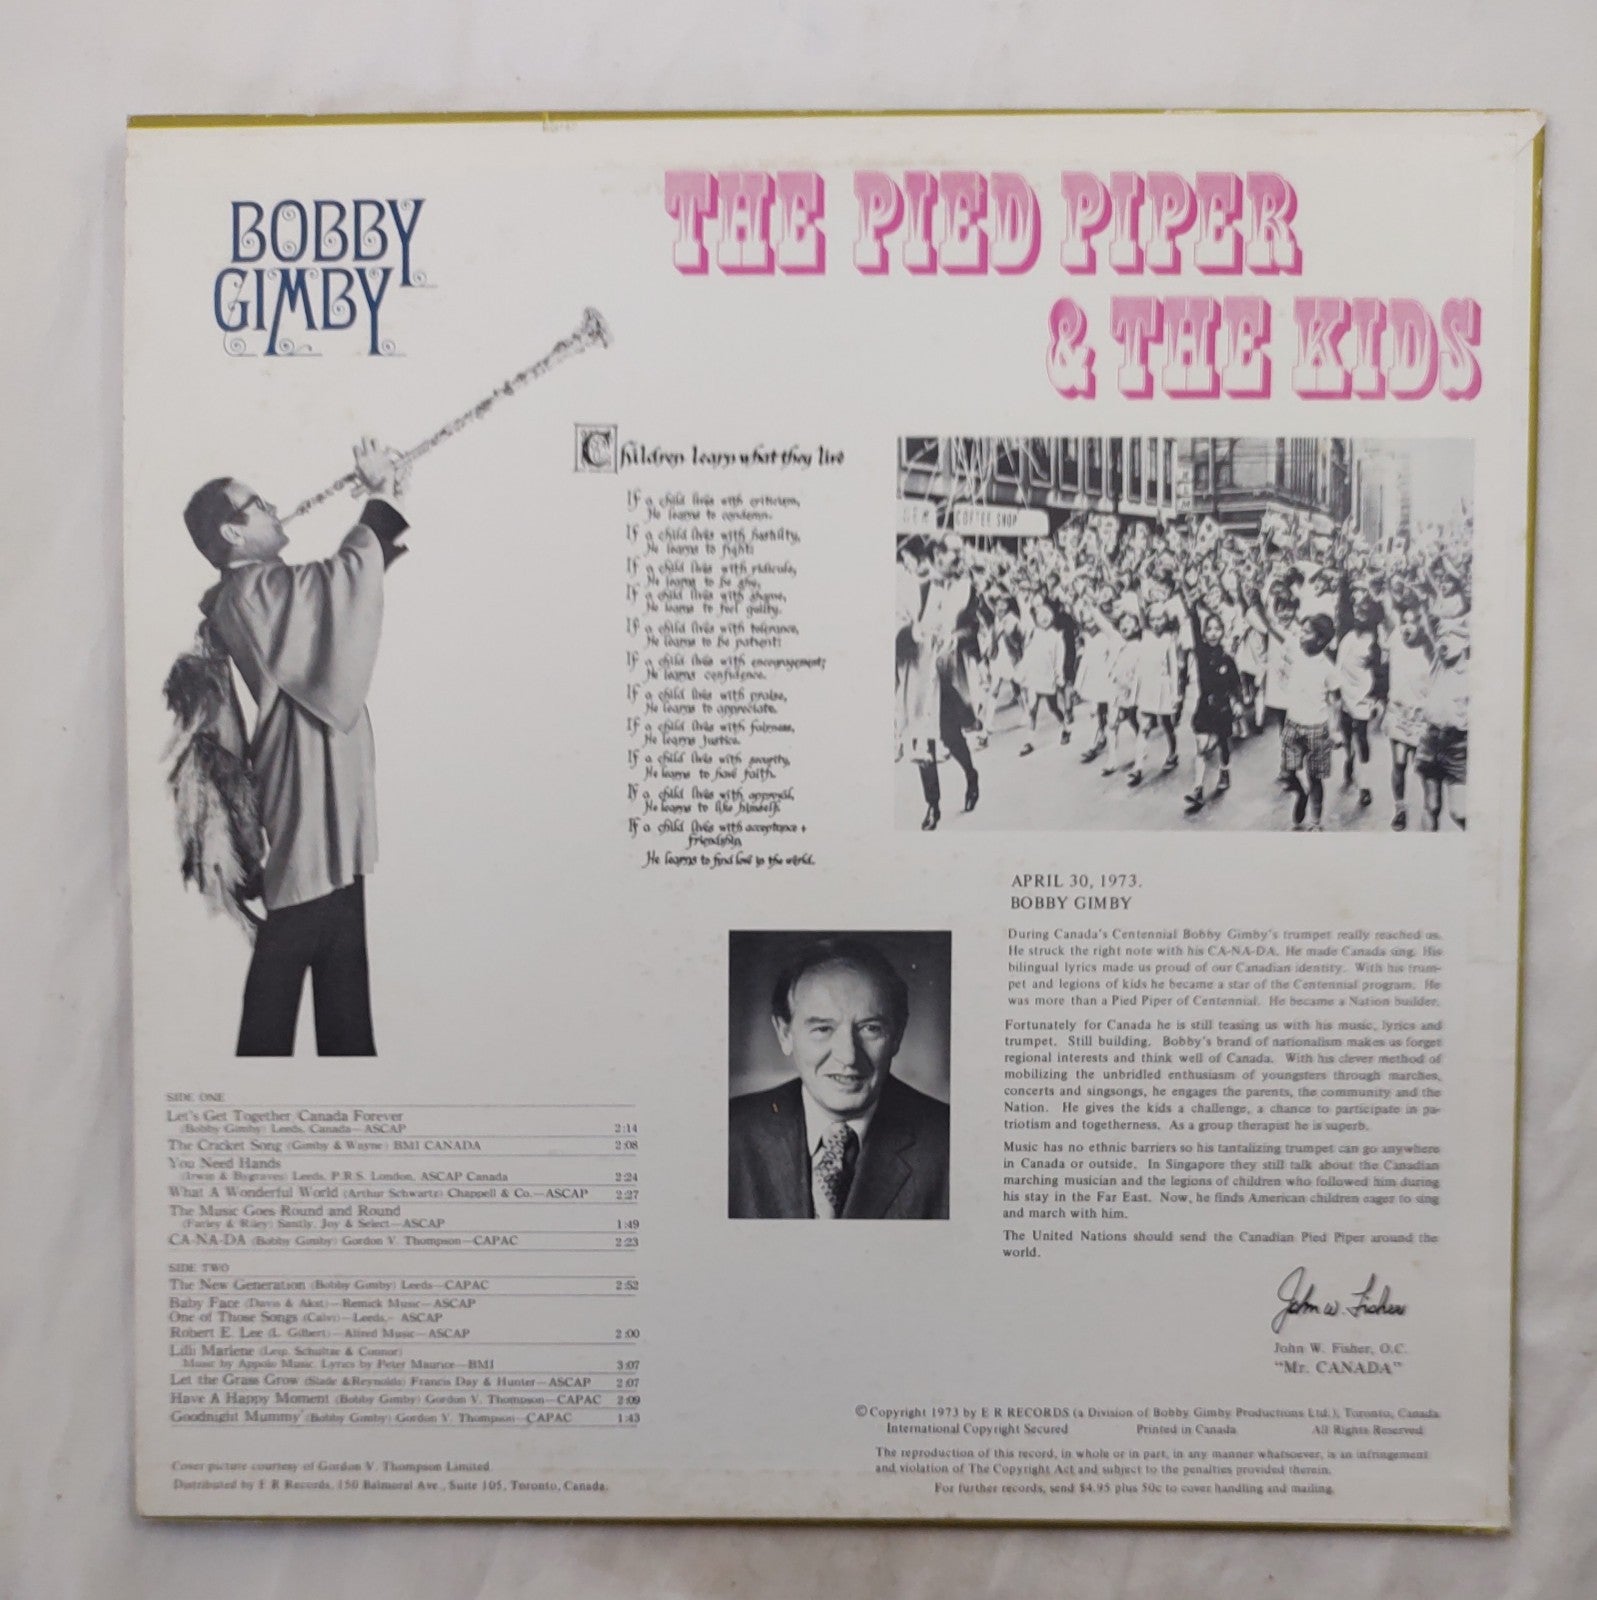 BOBBY
GIMBY
THE PIED PIPER
& THE KIDS
Children learn what they live
If a child lives with criticism,
He learns to condemn.
If a child lives with hostility,
He learns to fight;
If a child lives with ridicule,
He learns to be shy,
If a child lives with shame,
He learns to feel guilty.
If a child lives with tolerance,
He learns to be patient;
If a child lives with encouragement;
He learns confidence.
If a child lives with praise,
He learns to appreciate.
If a child lives with fairness,
He learns Justice.
If a child lives with security,
He learns to have faith.
If a child lives with approval,
He learns to like himself.
If a child lives with acceptance +
friendship
He learns to find love in the world.
COFFEE SHOP
APRIL 30, 1973.
BOBBY GIMBY
During Canada's Centennial Bobby Gimby's trumpet really reached us.
He struck the right note with his CA-NA-DA. He made Canada sing. His
bilingual lyrics made us proud of our Canadian identity. With his trum-
pet and legions of kids he became a star of the Centennial program. He
was more than a Pied Piper of Centennial. He became a Nation builder.
Fortunately for Canada he is still teasing us with his music, lyrics and
trumpet. Still building. Bobby's brand of nationalism makes us forget
regional interests and think well of Canada. With his clever method of
mobilizing the unbridled enthusiasm of youngsters through marches,
concerts and singsongs, he engages the parents, the community and the
Nation. He gives the kids a challenge, a chance to participate in pa-
triotism and togetherness. As a group therapist he is superb.
Music has no ethnic barriers so his tantalizing trumpet can go anywhere
in Canada or outside. In Singapore they still talk about the Canadian
marching musician and the legions of children who followed him during
his stay in the Far East. Now, he finds American children eager to sing
and march with him.
The United Nations should send the Canadian Pied Piper around the
world.
John W. Fisher
John W. Fisher, O.C.
"Mr. CANADA"
SIDE ONE
Let's Get Together (Canada Forever
(Bobby Gimby) Leeds, Canada—ASCAP 2:14
The Cricket Song (Gimby & Wayne) BMI CANADA 2:08
You Need Hands
(Irwin & Bygraves) Leeds, P.R.S. London, ASCAP Canada 2:24
What A Wonderful World (Arthur Schwartz) Chappell & Co.—ASCAP 2:27
The Music Goes Round and Round
(Farley & Riley) Santly, Joy & Select—ASCAP 1:49
CA-NA-DA (Bobby Gimby) Gordon V. Thompson—CAPAC 2:23
SIDE TWO
The New Generation (Bobby Gimby) Leeds—CAPAC 2:52
Baby Face (Davis & Akst)—Remick Music—ASCAP
One of Those Songs (Calvi)—Leeds,- ASCAP
Robert E. Lee (L. Gilbert)—Alfred Music—ASCAP 2:00
Lilli Marlene (Leip, Schultze & Connor)
Music by Appolo Music, Lyrics by Peter Maurice—BMI 3:07
Let the Grass Grow (Slade & Reynolds) Francis Day & Hunter—ASCAP 2:07
Have A Happy Moment (Bobby Gimby) Gordon V. Thompson—CAPAC 2:09
Goodnight Mummy (Bobby Gimby) Gordon V. Thompson—CAPAC 1:43
Cover picture courtesy of Gordon V. Thompson Limited
Distributed by E R Records, 150 Balmoral Ave., Suite 105, Toronto, Canada.
© Copyright 1973 by E R RECORDS (a Division of Bobby Gimby Productions Ltd.), Toronto, Canada
International Copyright Secured Printed in Canada All Rights Reserved
The reproduction of this record, in whole or in part, in any manner whatsoever, is an infringement
and violation of The Copyright Act and subject to the penalties provided therein.
For further records, send $4.95 plus 50c to cover handling and mailing.